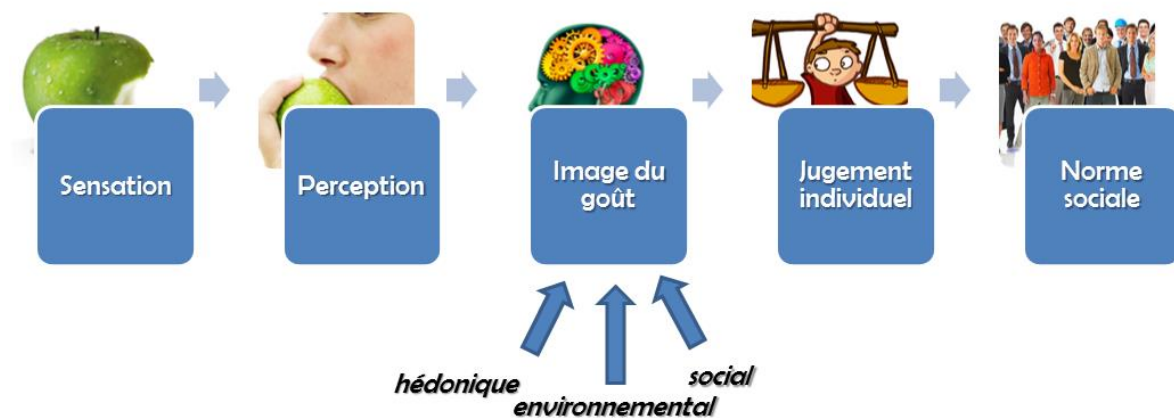 Sensation
Perception
Image du
goût
Jugement
individuel
Norme
sociale
hédonique
environnemental
social